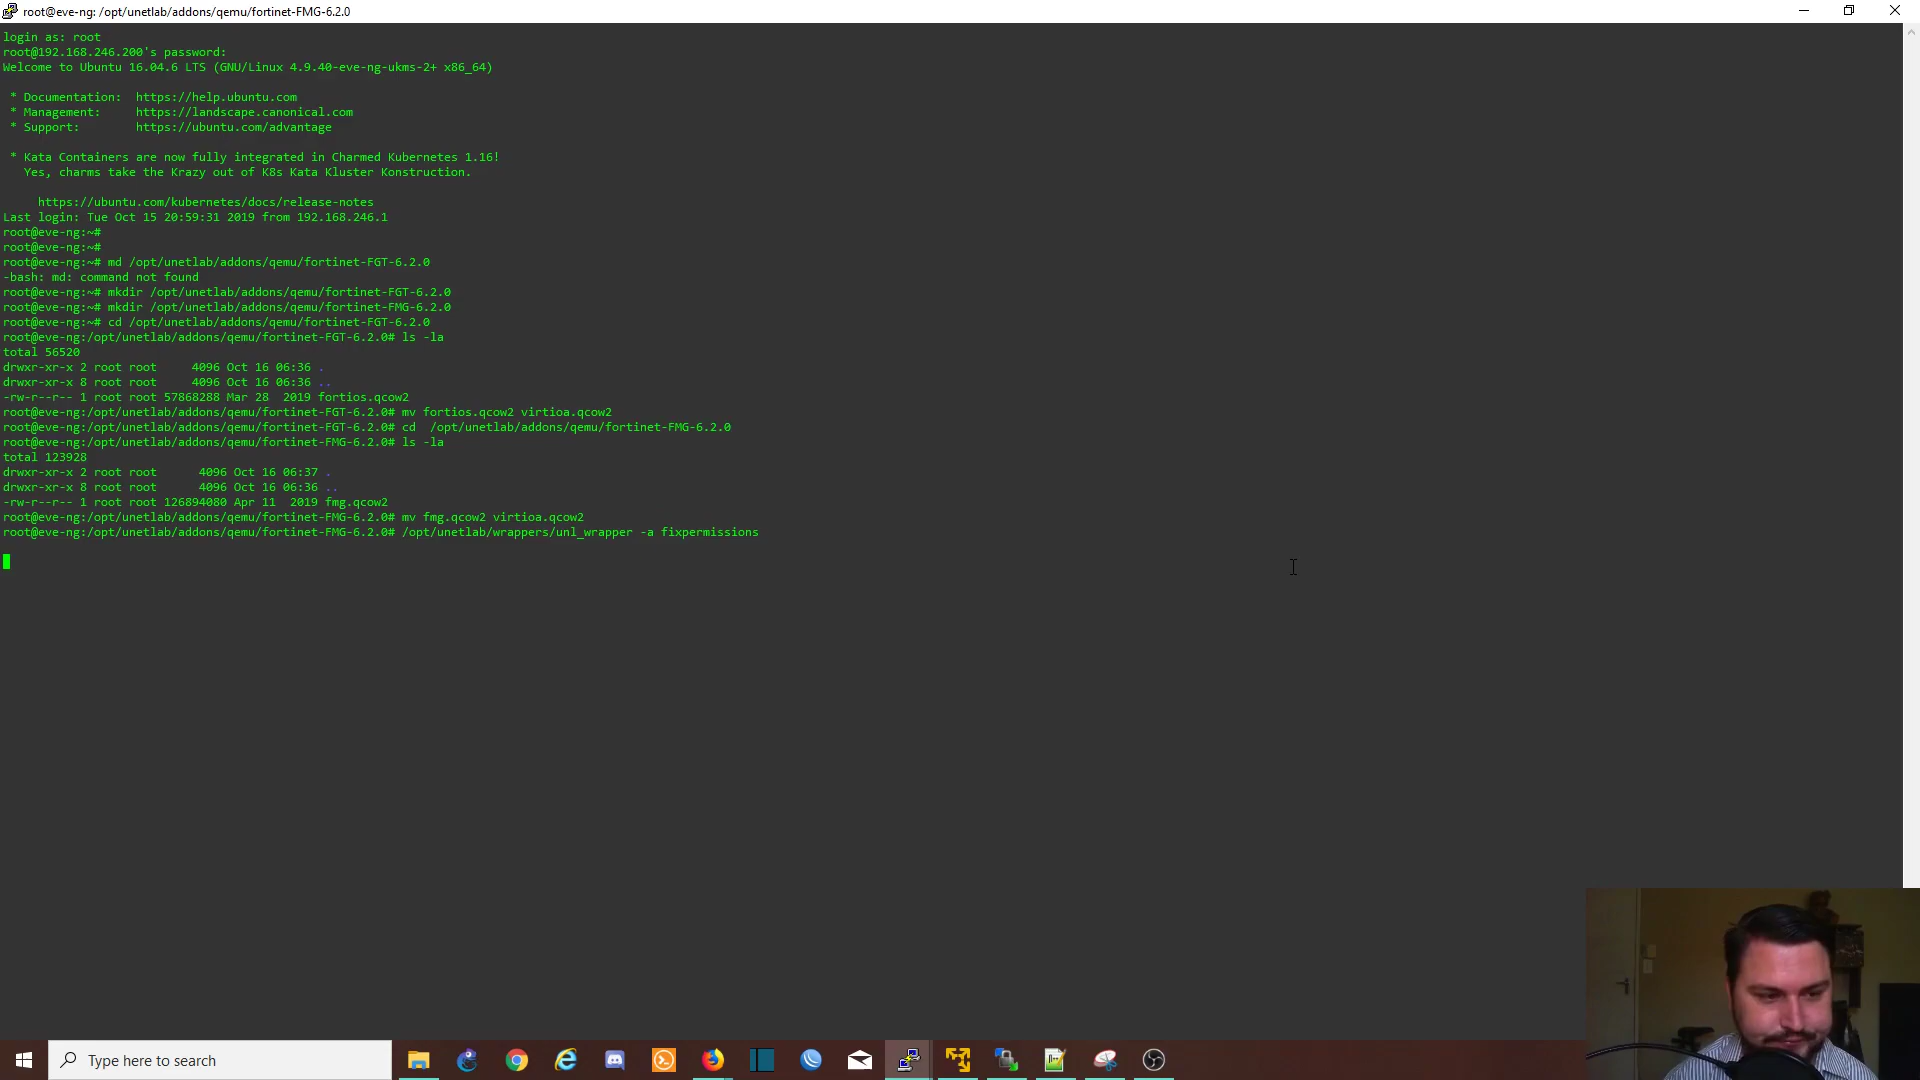 root@eve-ng: /opt/unetlab/addons/qemu/fortinet-FMG-6.2.0
login as: root
root@192.168.246.200's password:
Welcome to Ubuntu 16.04.6 LTS (GNU/Linux 4.9.40-eve-ng-ukms-2+ x86_64)
* Documentation:  https://help.ubuntu.com
* Management:     https://landscape.canonical.com
* Support:        https://ubuntu.com/advantage
* Kata Containers are now fully integrated in Charmed Kubernetes 1.16!
Yes, charms take the Krazy out of K8s Kata Kluster Konstruction.
https://ubuntu.com/kubernetes/docs/release-notes
Last login: Tue Oct 15 20:59:31 2019 from 192.168.246.1
root@eve-ng:~#
root@eve-ng:~#
root@eve-ng:~# md /opt/unetlab/addons/qemu/fortinet-FGT-6.2.0
-bash: md: command not found
root@eve-ng:~# mkdir /opt/unetlab/addons/qemu/fortinet-FGT-6.2.0
root@eve-ng:~# mkdir /opt/unetlab/addons/qemu/fortinet-FMG-6.2.0
root@eve-ng:~# cd /opt/unetlab/addons/qemu/fortinet-FGT-6.2.0
root@eve-ng:/opt/unetlab/addons/qemu/fortinet-FGT-6.2.0# ls -la
total 56520
drwxr-xr-x 2 root root     4096 Oct 16 06:36 .
drwxr-xr-x 8 root root     4096 Oct 16 06:36 ..
-rw-r--r-- 1 root root 57868288 Mar 28  2019 fortios.qcow2
root@eve-ng:/opt/unetlab/addons/qemu/fortinet-FGT-6.2.0# mv fortios.qcow2 virtioa.qcow2
root@eve-ng:/opt/unetlab/addons/qemu/fortinet-FGT-6.2.0# cd  /opt/unetlab/addons/qemu/fortinet-FMG-6.2.0
root@eve-ng:/opt/unetlab/addons/qemu/fortinet-FMG-6.2.0# ls -la
total 123928
drwxr-xr-x 2 root root      4096 Oct 16 06:37 .
drwxr-xr-x 8 root root      4096 Oct 16 06:36 ..
-rw-r--r-- 1 root root 126894080 Apr 11  2019 fmg.qcow2
root@eve-ng:/opt/unetlab/addons/qemu/fortinet-FMG-6.2.0# mv fmg.qcow2 virtioa.qcow2
root@eve-ng:/opt/unetlab/addons/qemu/fortinet-FMG-6.2.0# /opt/unetlab/wrappers/unl_wrapper -a fixpermissions
Type here to search